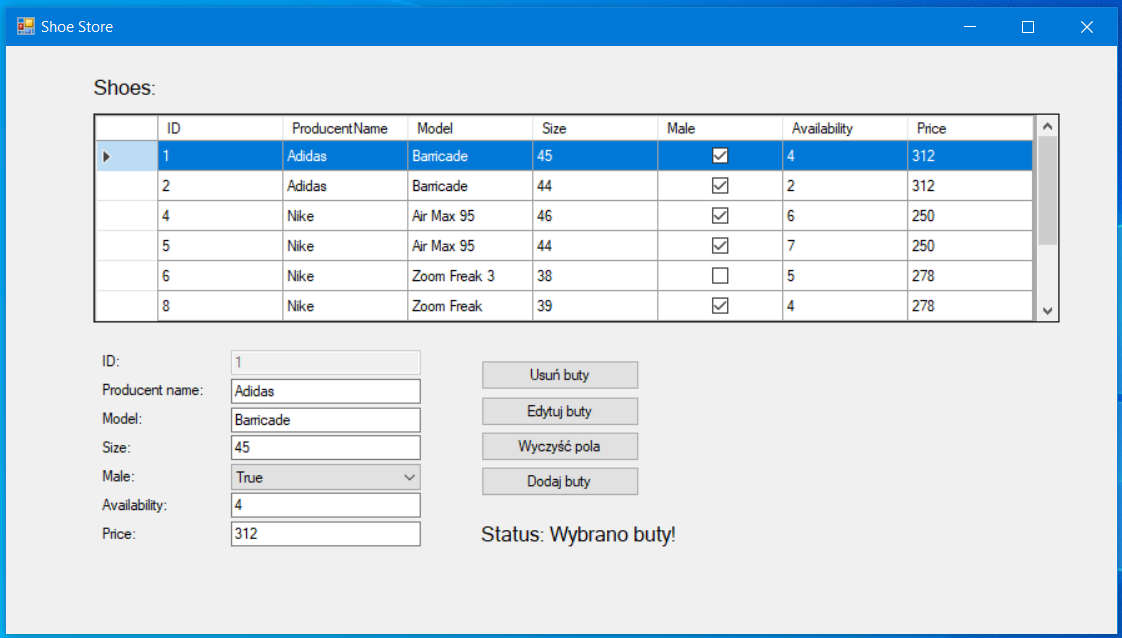 Shoe Store
Shoes:
ID ProducentName Model Size Male Availability Price
1 Adidas Barricade 45 4 312
2 Adidas Barricade 44 2 312
4 Nike Air Max 95 46 6 250
5 Nike Air Max 95 44 7 250
6 Nike Zoom Freak 3 38 5 278
8 Nike Zoom Freak 39 4 278
ID: 1
Producent name: Adidas
Model: Barricade
Size: 45
Male: True
Availability: 4
Price: 312
Usuń buty
Edytuj buty
Wyczyść pola
Dodaj buty
Status: Wybrano buty!